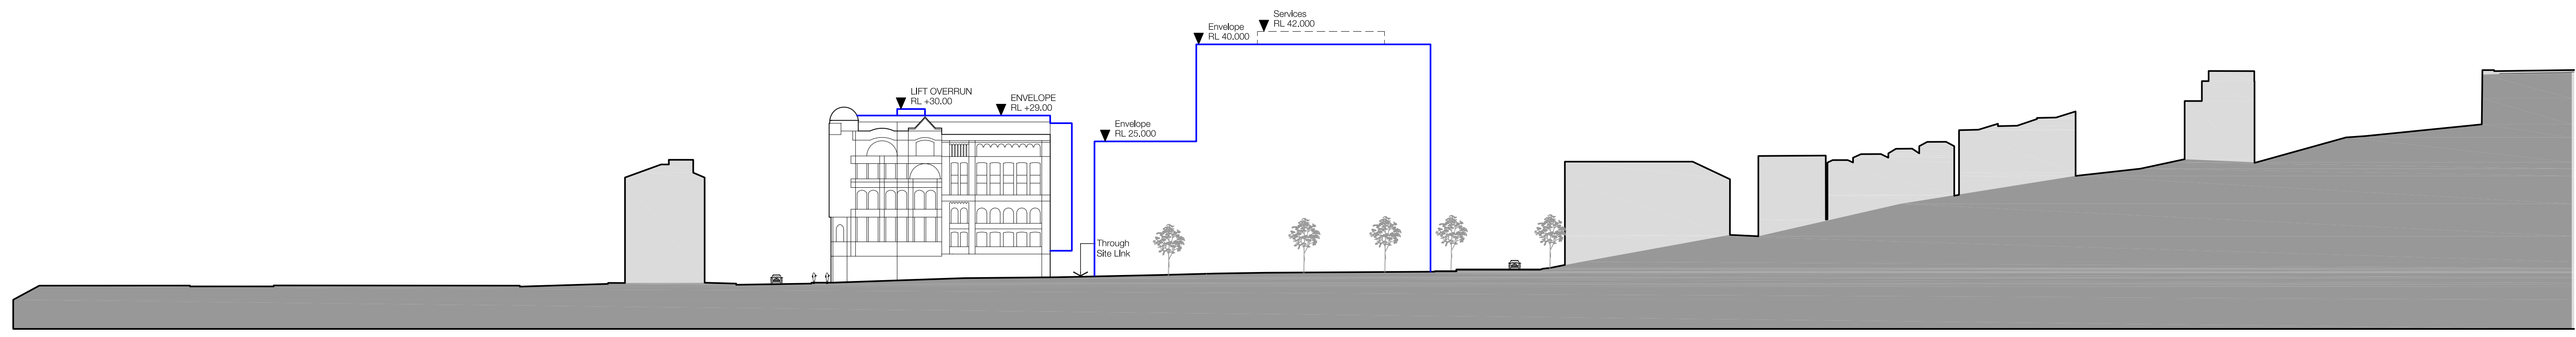 Services
RL 42.000
Envelope
RL 40.000
LIFT OVERRUN
RL +30.00
ENVELOPE
RL +29.00
Envelope
RL 25.000
Through
Site Link